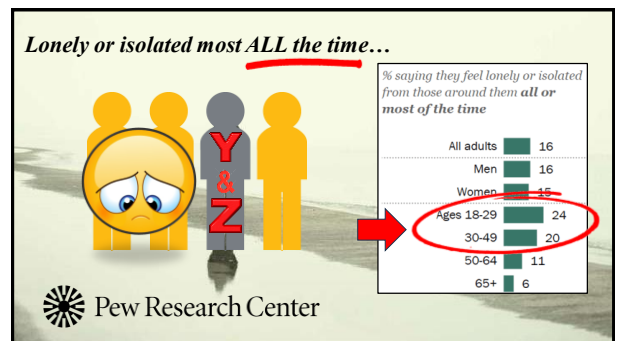 Lonely or isolated most ALL the time…
% saying they feel lonely or isolated
from those around them all or
most of the time
All adults 16
Men 16
Women 15
Ages 18-29 24
30-49 20
50-64 11
65+ 6
Y
&
Z
Pew Research Center